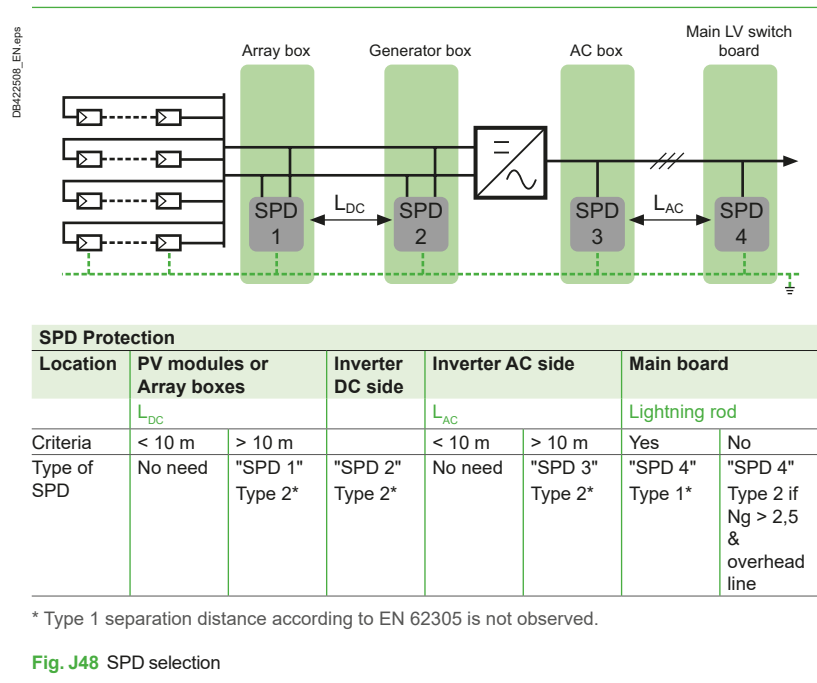 DB422508_EN.eps
Array box
Generator box
AC box
Main LV switch
board
SPD
1
LDC
SPD
2
SPD
3
LAC
SPD
4
SPD Protection
Location
PV modules or
Array boxes
Inverter
DC side
Inverter AC side
Main board
LDC
LAC
Lightning rod
Criteria
< 10 m
> 10 m
< 10 m
> 10 m
Yes
No
Type of
SPD
No need
"SPD 1"
Type 2*
"SPD 2"
Type 2*
No need
"SPD 3"
Type 2*
"SPD 4"
Type 1*
"SPD 4"
Type 2 if
Ng > 2,5
&
overhead
line
* Type 1 separation distance according to EN 62305 is not observed.
Fig. J48 SPD selection